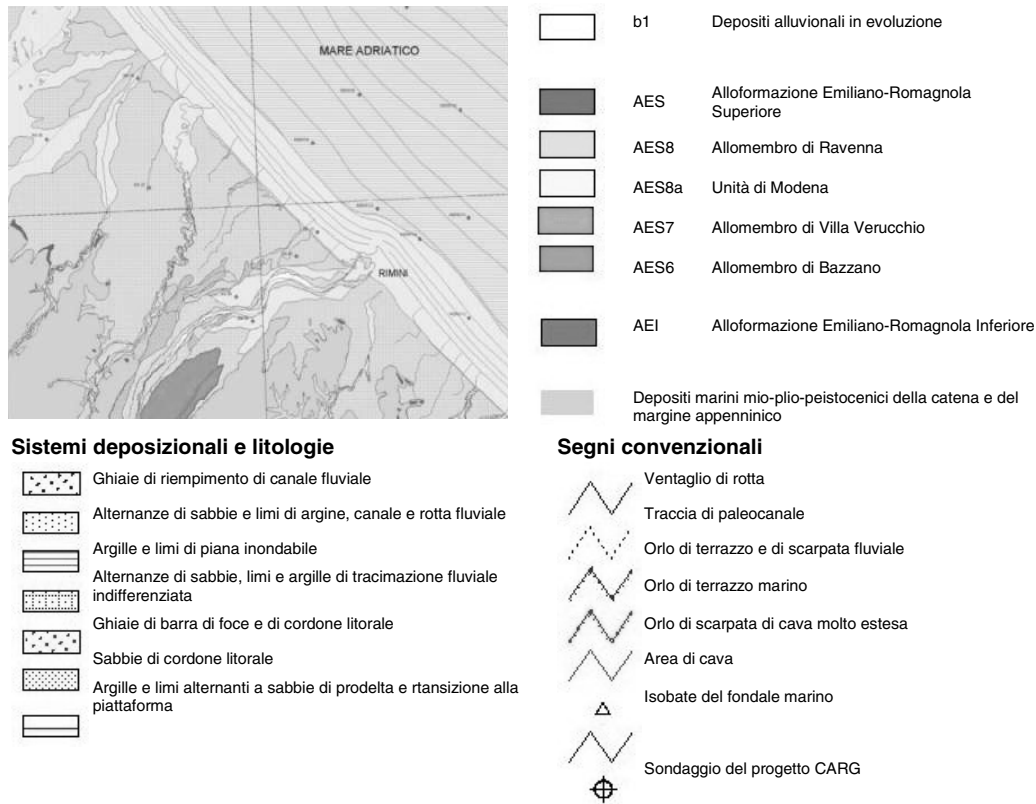 MARE ADRIATICO
RIMINI
b1 Depositi alluvionali in evoluzione
AES Alloformazione Emiliano-Romagnola
Superiore
AES8 Allomembro di Ravenna
AES8a Unità di Modena
AES7 Allomembro di Villa Verucchio
AES6 Allomembro di Bazzano
AEI Alloformazione Emiliano-Romagnola Inferiore
Depositi marini mio-plio-peistocenici della catena e del
margine appenninico
Sistemi deposizionali e litologie
Ghiaie di riempimento di canale fluviale
Alternanze di sabbie e limi di argine, canale e rotta fluviale
Argille e limi di piana inondabile
Alternanze di sabbie, limi e argille di tracimazione fluviale
indifferenziata
Ghiaie di barra di foce e di cordone litorale
Sabbie di cordone litorale
Argille e limi alternanti a sabbie di prodelta e rtansizione alla
piattaforma
Segni convenzionali
Ventaglio di rotta
Traccia di paleocanale
Orlo di terrazzo e di scarpata fluviale
Orlo di terrazzo marino
Orlo di scarpata di cava molto estesa
Area di cava
Isobate del fondale marino
Sondaggio del progetto CARG